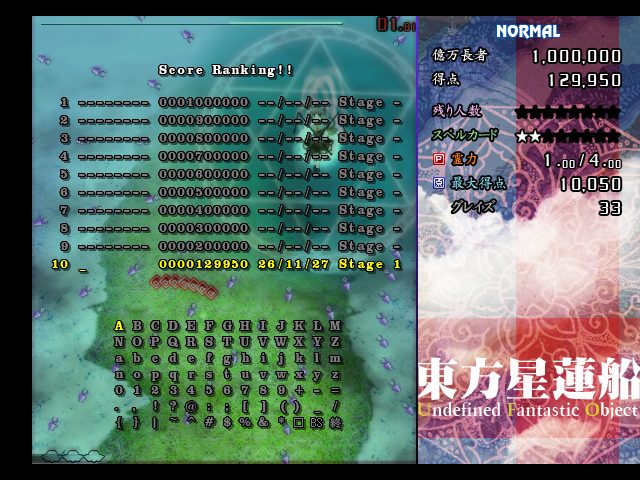 01.
NORMAL
億万長者 1,000,000
得点 129,950
残り人数
スペルカード ★★
P 霊力 1.00/4.00
最大得点 10,050
グレイズ 33
Score Ranking!!
1 -------- 0001000000 --/--/-- Stage -
2 -------- 0000900000 --/--/-- Stage -
3 -------- 0000800000 --/--/-- Stage -
4 -------- 0000700000 --/--/-- Stage -
5 -------- 0000600000 --/--/-- Stage -
6 -------- 0000500000 --/--/-- Stage -
7 -------- 0000400000 --/--/-- Stage -
8 -------- 0000300000 --/--/-- Stage -
9 -------- 0000200000 --/--/-- Stage -
10 _ 0000129950 26/11/27 Stage 1
A B C D E F G H I J K L M
N O P Q R S T U V W X Y Z
a b c d e f g h i j k l m
n o p q r s t u v w x y z
0 1 2 3 4 5 6 7 8 9 + - =
. , ! ? @ : ; [ ] ( ) _ /
{ } | ~ ^ # $ % & * □ BS 終
東方星蓮船
Undefined Fantastic Object